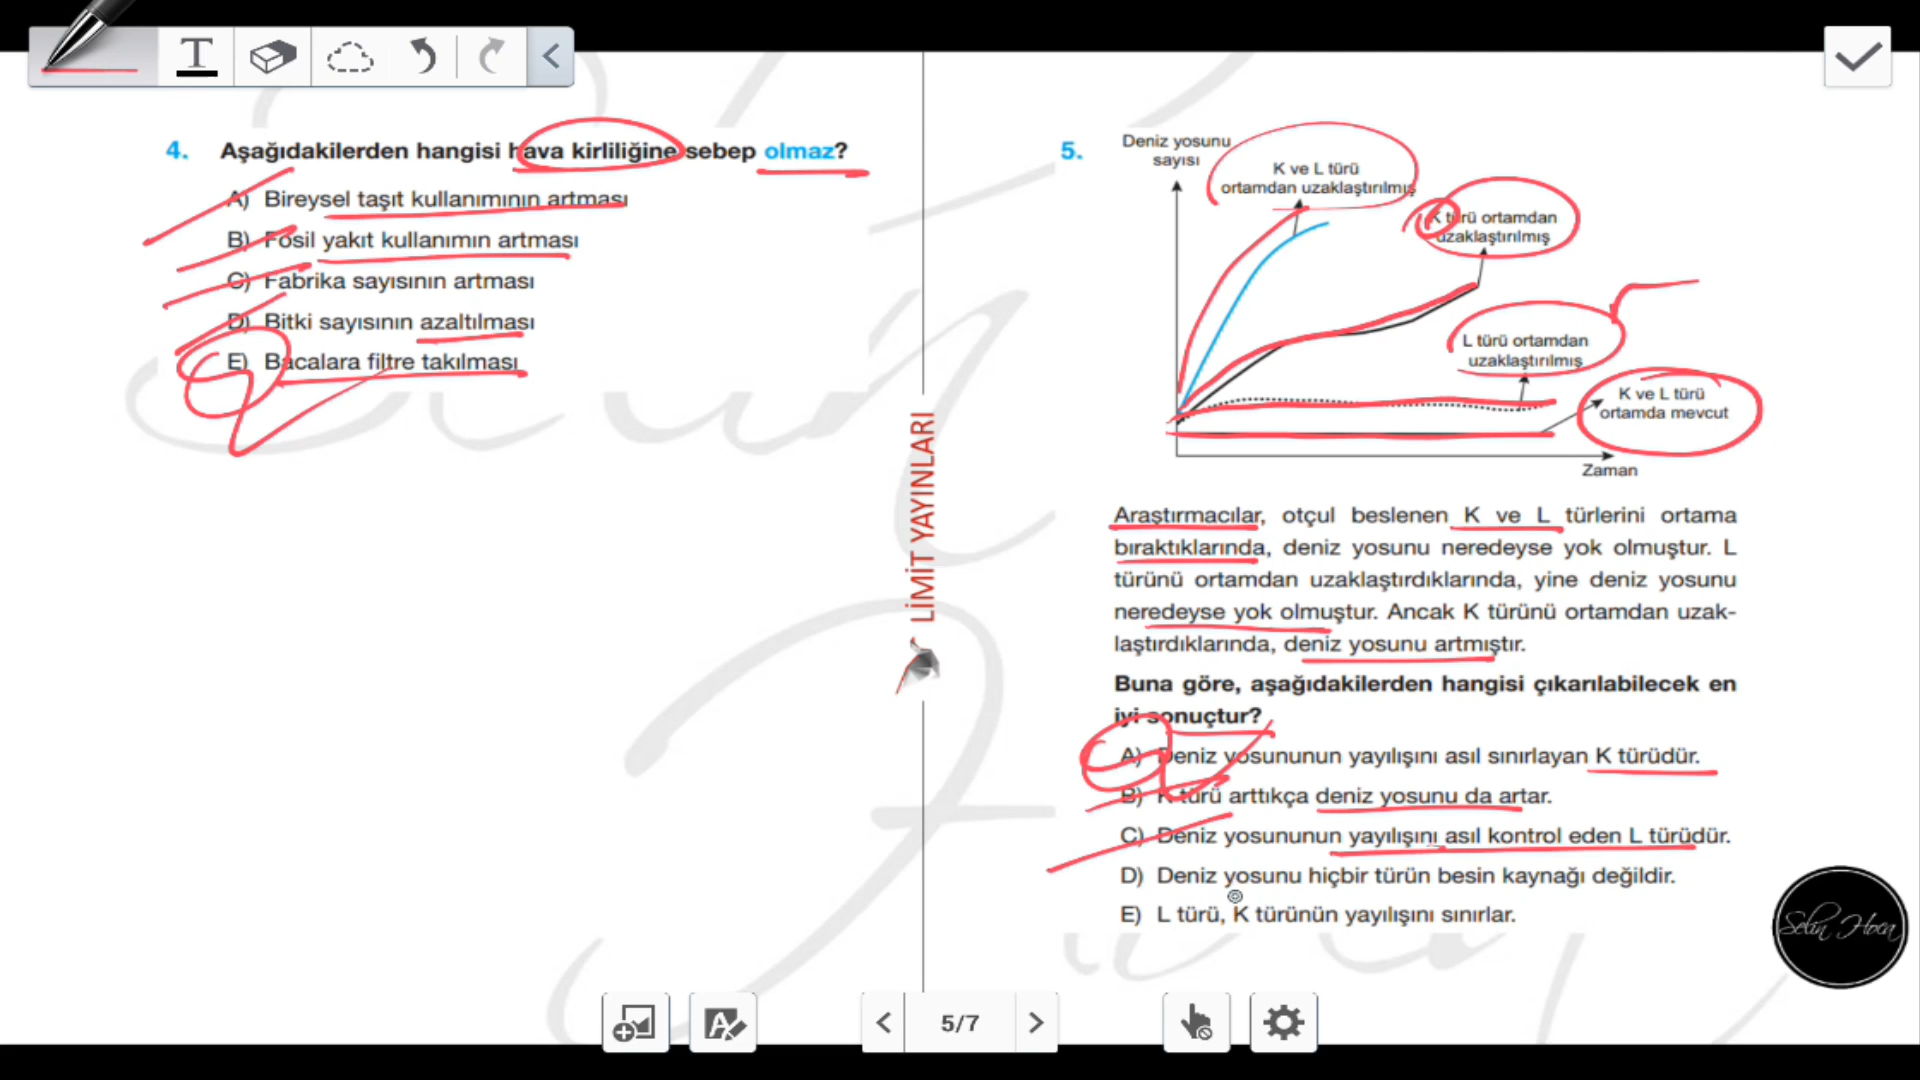 T
4. Aşağıdakilerden hangisi hava kirliliğine sebep olmaz?
A) Bireysel taşıt kullanımının artması
B) Fosil yakıt kullanımın artması
C) Fabrika sayısının artması
D) Bitki sayısının azaltılması
E) Bacalara filtre takılması
LİMİT YAYINLARI
5.
Deniz yosunu
sayısı
K ve L türü
ortamdan uzaklaştırılmış
K türü ortamdan
uzaklaştırılmış
L türü ortamdan
uzaklaştırılmış
K ve L türü
ortamda mevcut
Zaman
Araştırmacılar, otçul beslenen K ve L türlerini ortama
bıraktıklarında, deniz yosunu neredeyse yok olmuştur. L
türünü ortamdan uzaklaştırdıklarında, yine deniz yosunu
neredeyse yok olmuştur. Ancak K türünü ortamdan uzak-
laştırdıklarında, deniz yosunu artmıştır.
Buna göre, aşağıdakilerden hangisi çıkarılabilecek en
iyi sonuçtur?
A) Deniz yosununun yayılışını asıl sınırlayan K türüdür.
B) K türü arttıkça deniz yosunu da artar.
C) Deniz yosununun yayılışını asıl kontrol eden L türüdür.
D) Deniz yosunu hiçbir türün besin kaynağı değildir.
E) L türü, K türünün yayılışını sınırlar.
Selin Hoca
A
5/7